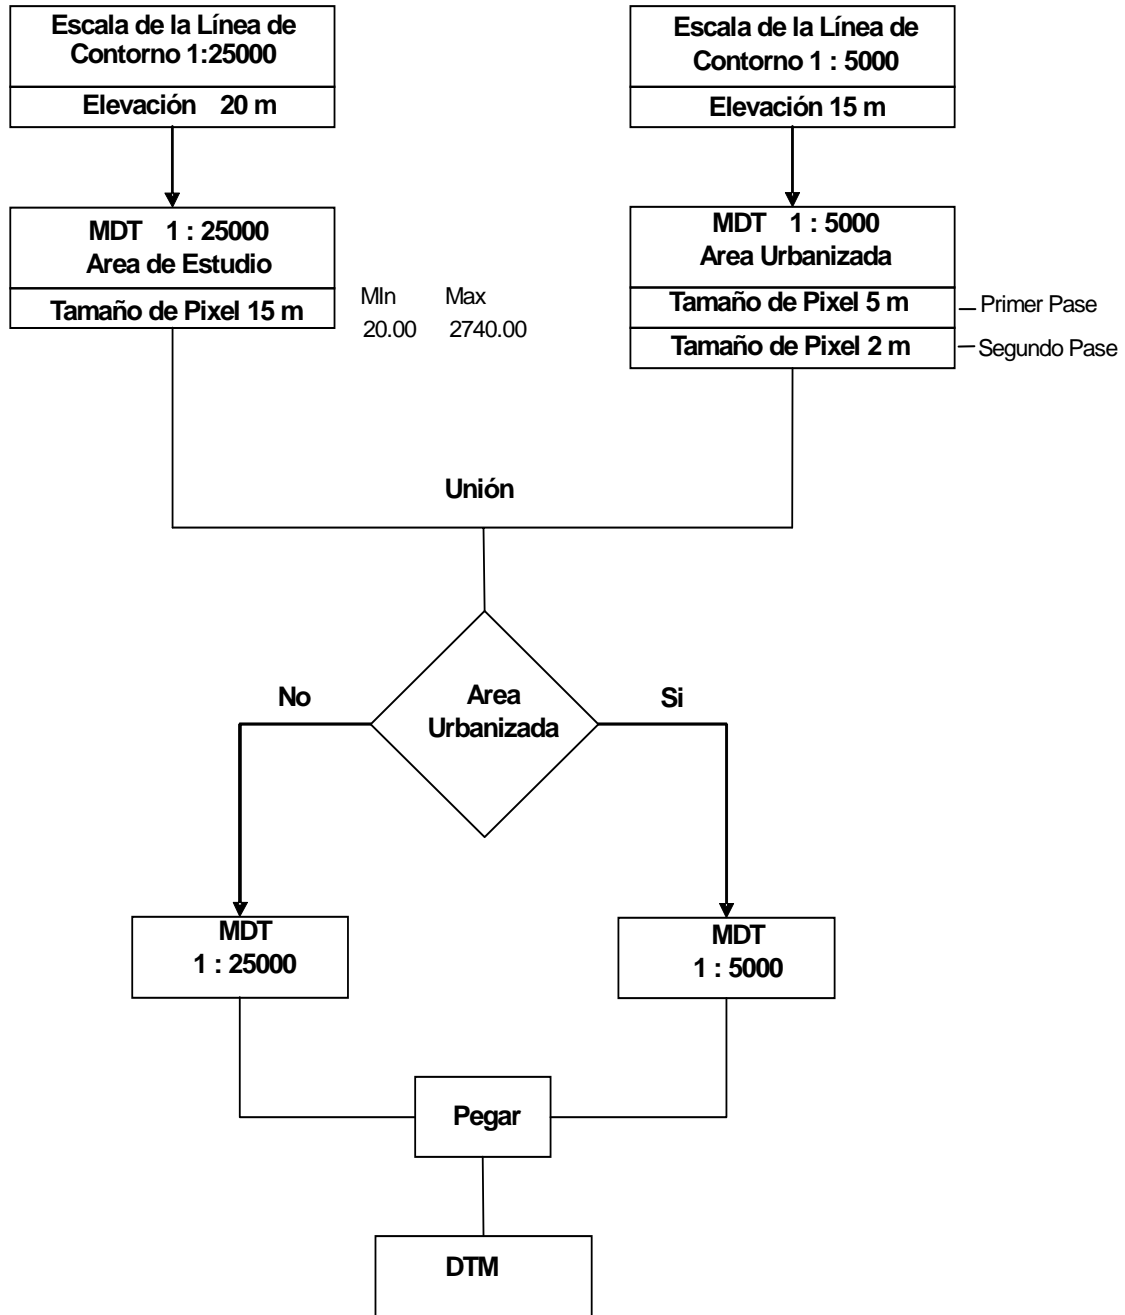 Escala de la Línea de
Contorno 1:25000
Elevación 20 m
Escala de la Línea de
Contorno 1 : 5000
Elevación 15 m
MDT 1 : 25000
Area de Estudio
Tamaño de Pixel 15 m
MIn Max
20.00 2740.00
MDT 1 : 5000
Area Urbanizada
Tamaño de Pixel 5 m
Primer Pase
Tamaño de Pixel 2 m
Segundo Pase
Unión
No
Area
Urbanizada
Si
MDT
1 : 25000
MDT
1 : 5000
Pegar
DTM